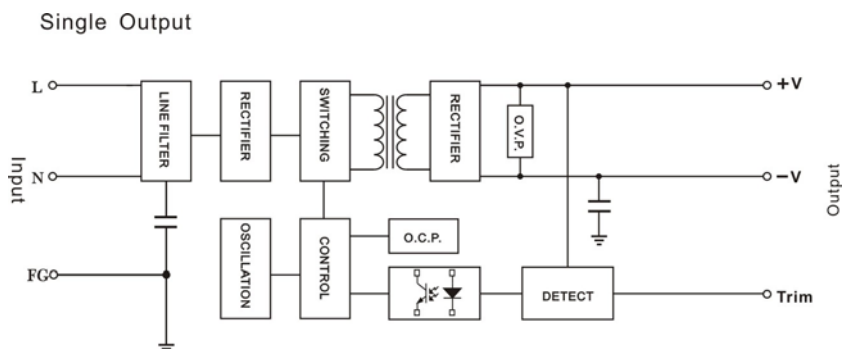 Single Output
L
LINE FILTER
RECTIFIER
SWITCHING
RECTIFIER
O.V.P.
+V
Input
N
−V
Output
OSCILLATION
CONTROL
O.C.P.
FG
DETECT
Trim